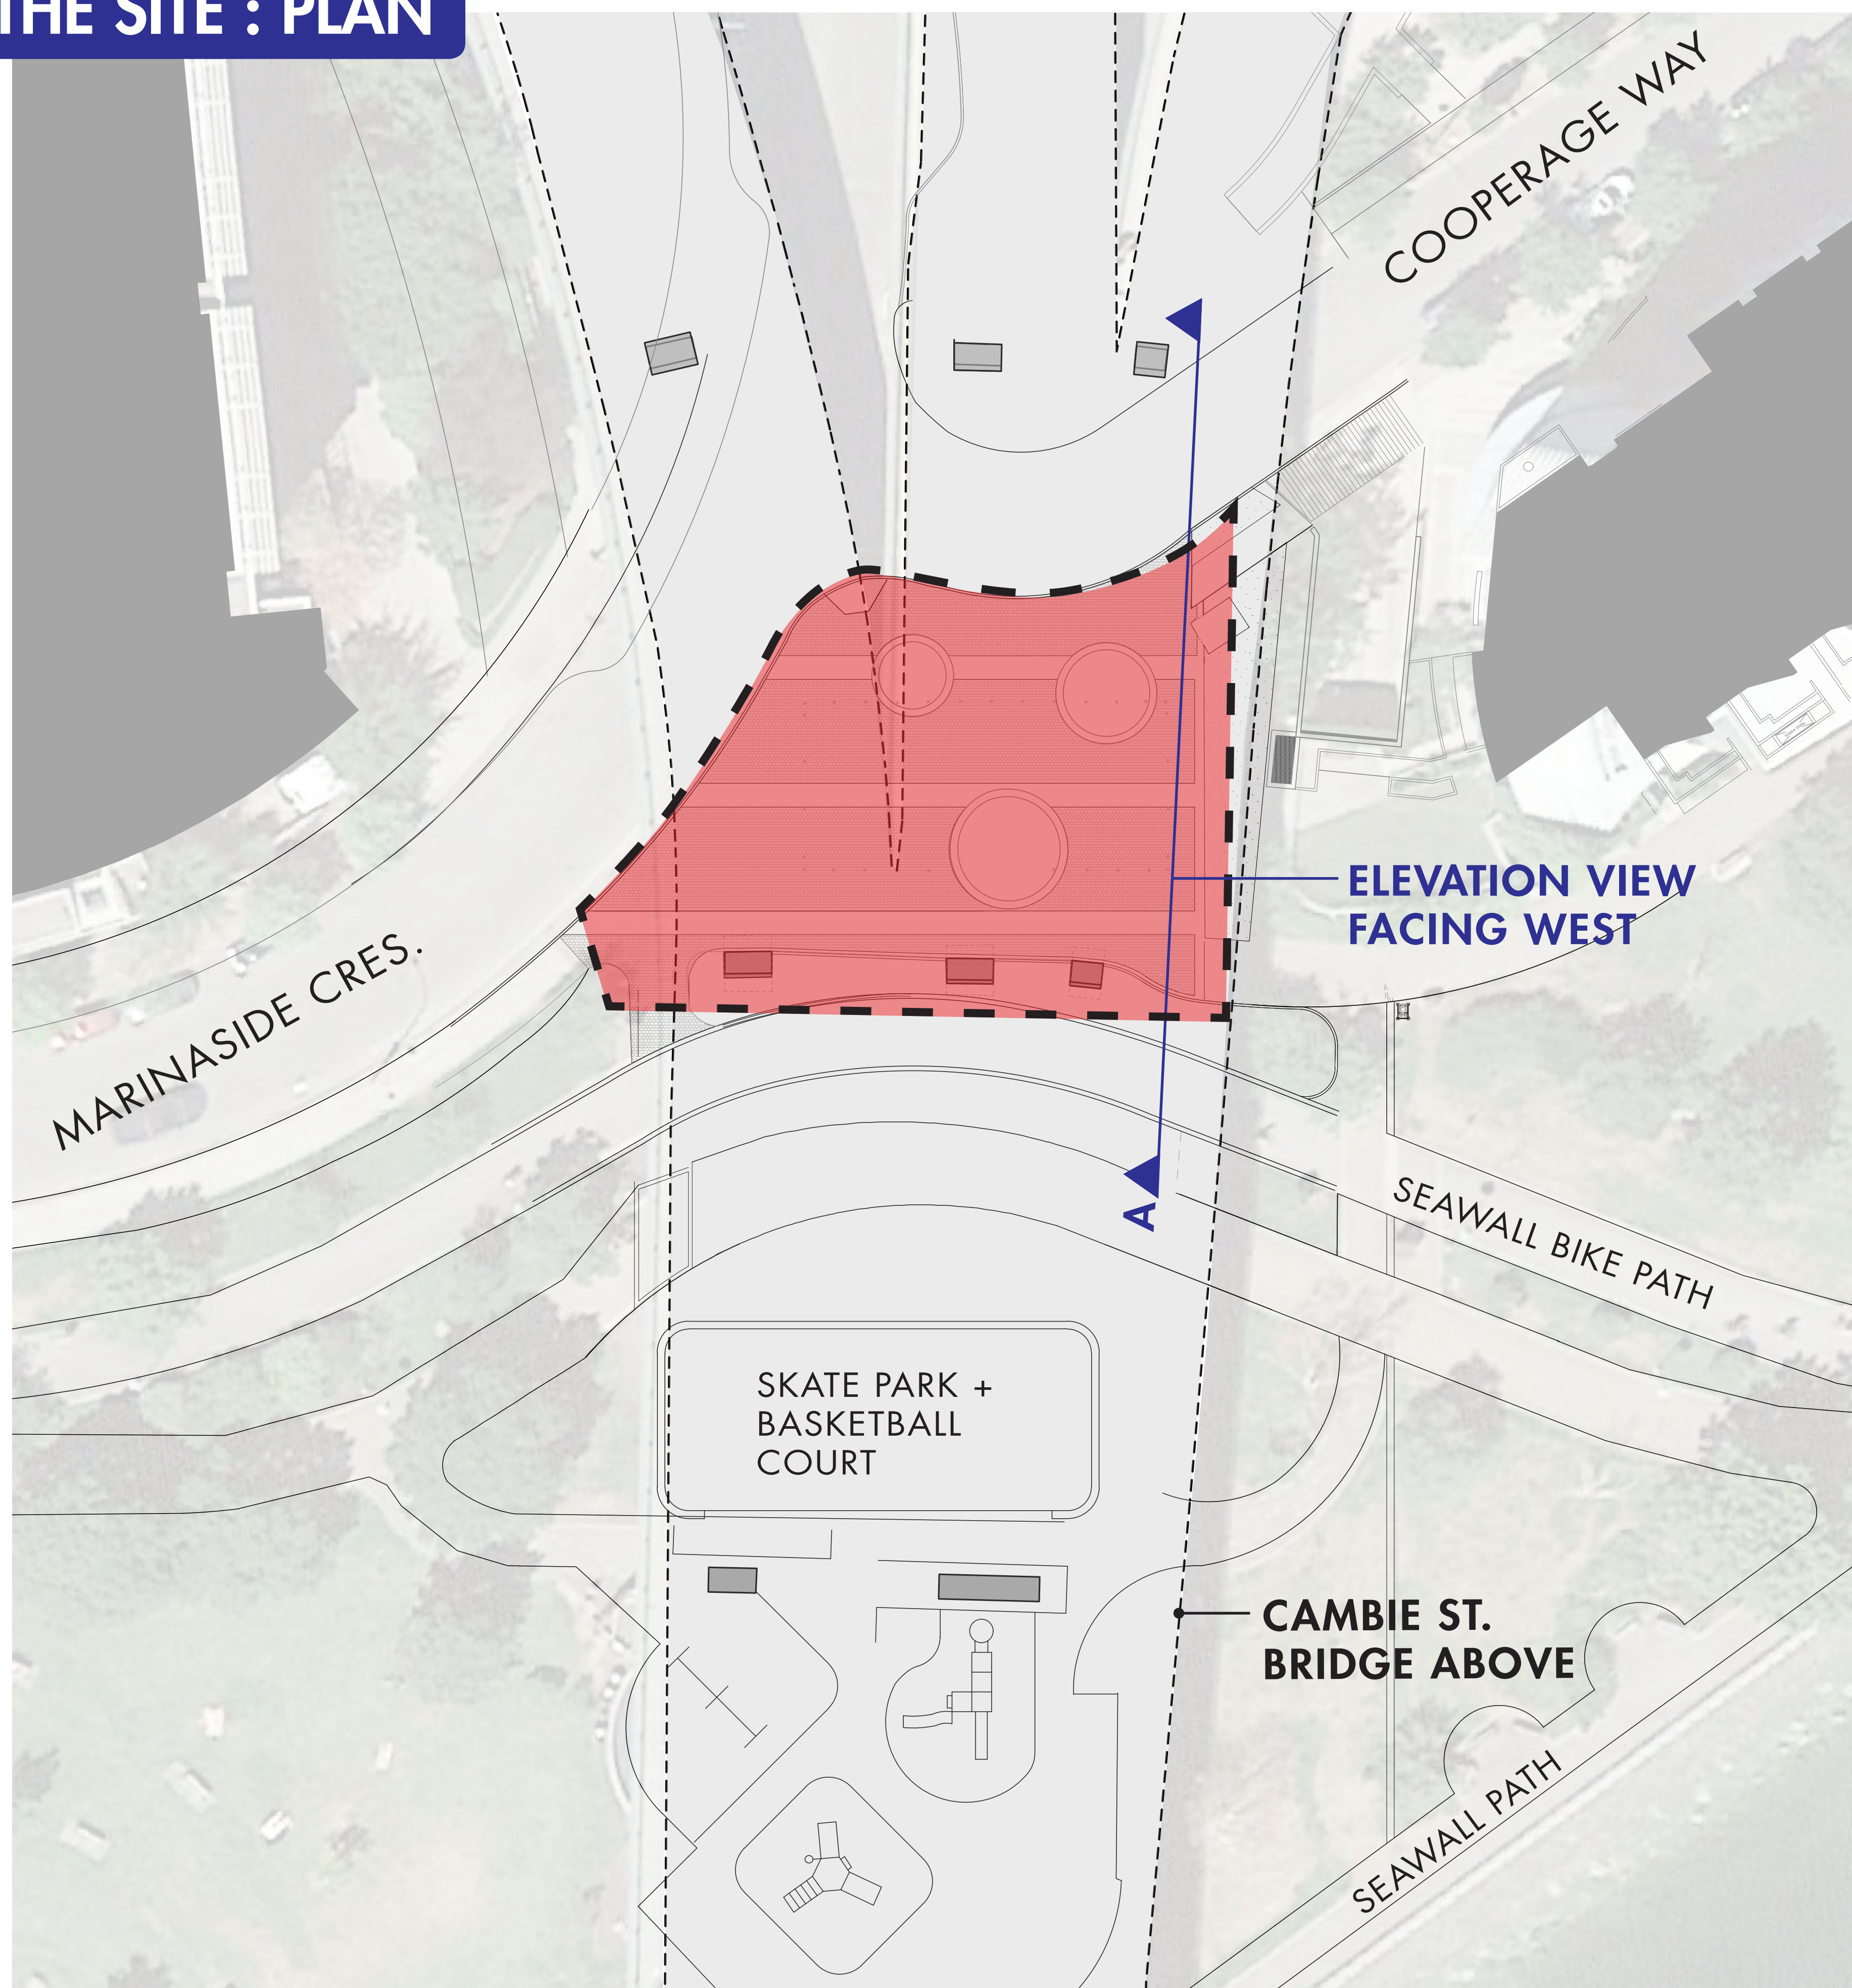 THE SITE : PLAN
COOPERAGE WAY
ELEVATION VIEW
FACING WEST
MARINASIDE CRES.
A
SEAWALL BIKE PATH
SKATE PARK +
BASKETBALL
COURT
CAMBIE ST.
BRIDGE ABOVE
SEAWALL PATH